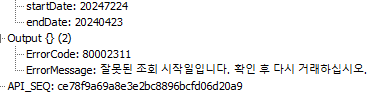 startDate: 20247224
endDate: 20240423
Output {} (2)
ErrorCode: 80002311
ErrorMessage: 잘못된 조회 시작일입니다. 확인 후 다시 거래하십시오.
API_SEQ: ce78f9a69a8e3e2bc8896bcfd06d20a9